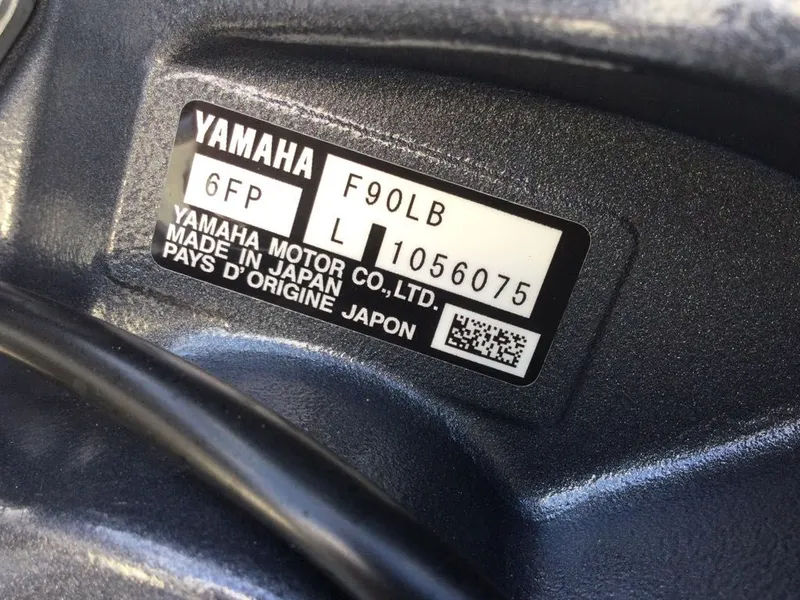 YAMAHA
6FP
F90LB
L 1056075
YAMAHA MOTOR CO.,LTD.
MADE IN JAPAN
PAYS D'ORIGINE JAPON